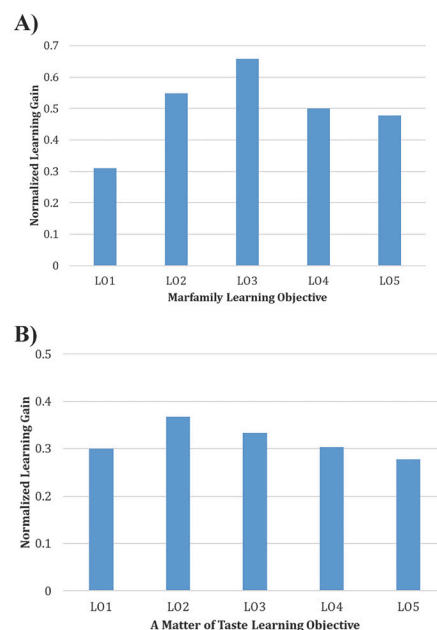 A)
0.7
0.6
0.5
0.4
0.3
0.2
0.1
0
Normalized Learning Gain
LO1 LO2 LO3 LO4 LO5
Marfamily Learning Objective
B)
0.5
0.4
0.3
0.2
0.1
0
Normalized Learning Gain
LO1 LO2 LO3 LO4 LO5
A Matter of Taste Learning Objective